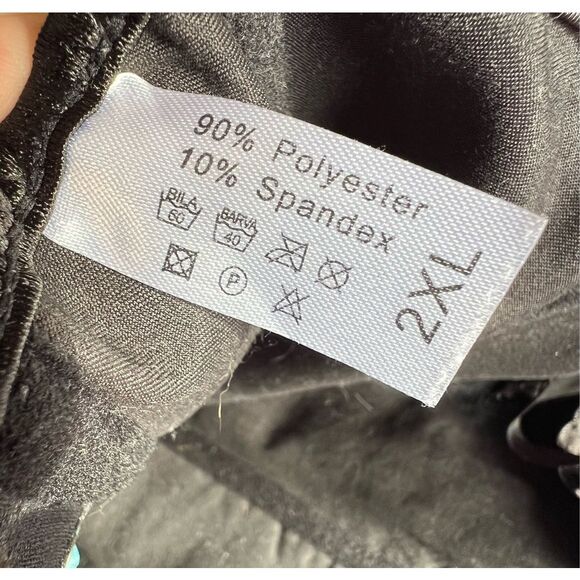 90% Polyester
10% Spandex
BILA 60
BARVA 40
P
2XL